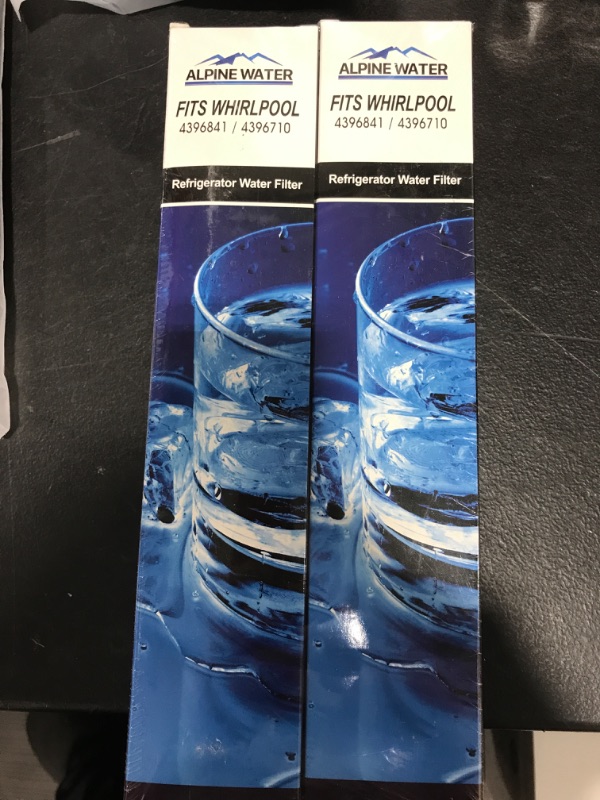 ALPINE WATER
FITS WHIRLPOOL
4396841 / 4396710
Refrigerator Water Filter
ALPINE WATER
FITS WHIRLPOOL
4396841 / 4396710
Refrigerator Water Filter